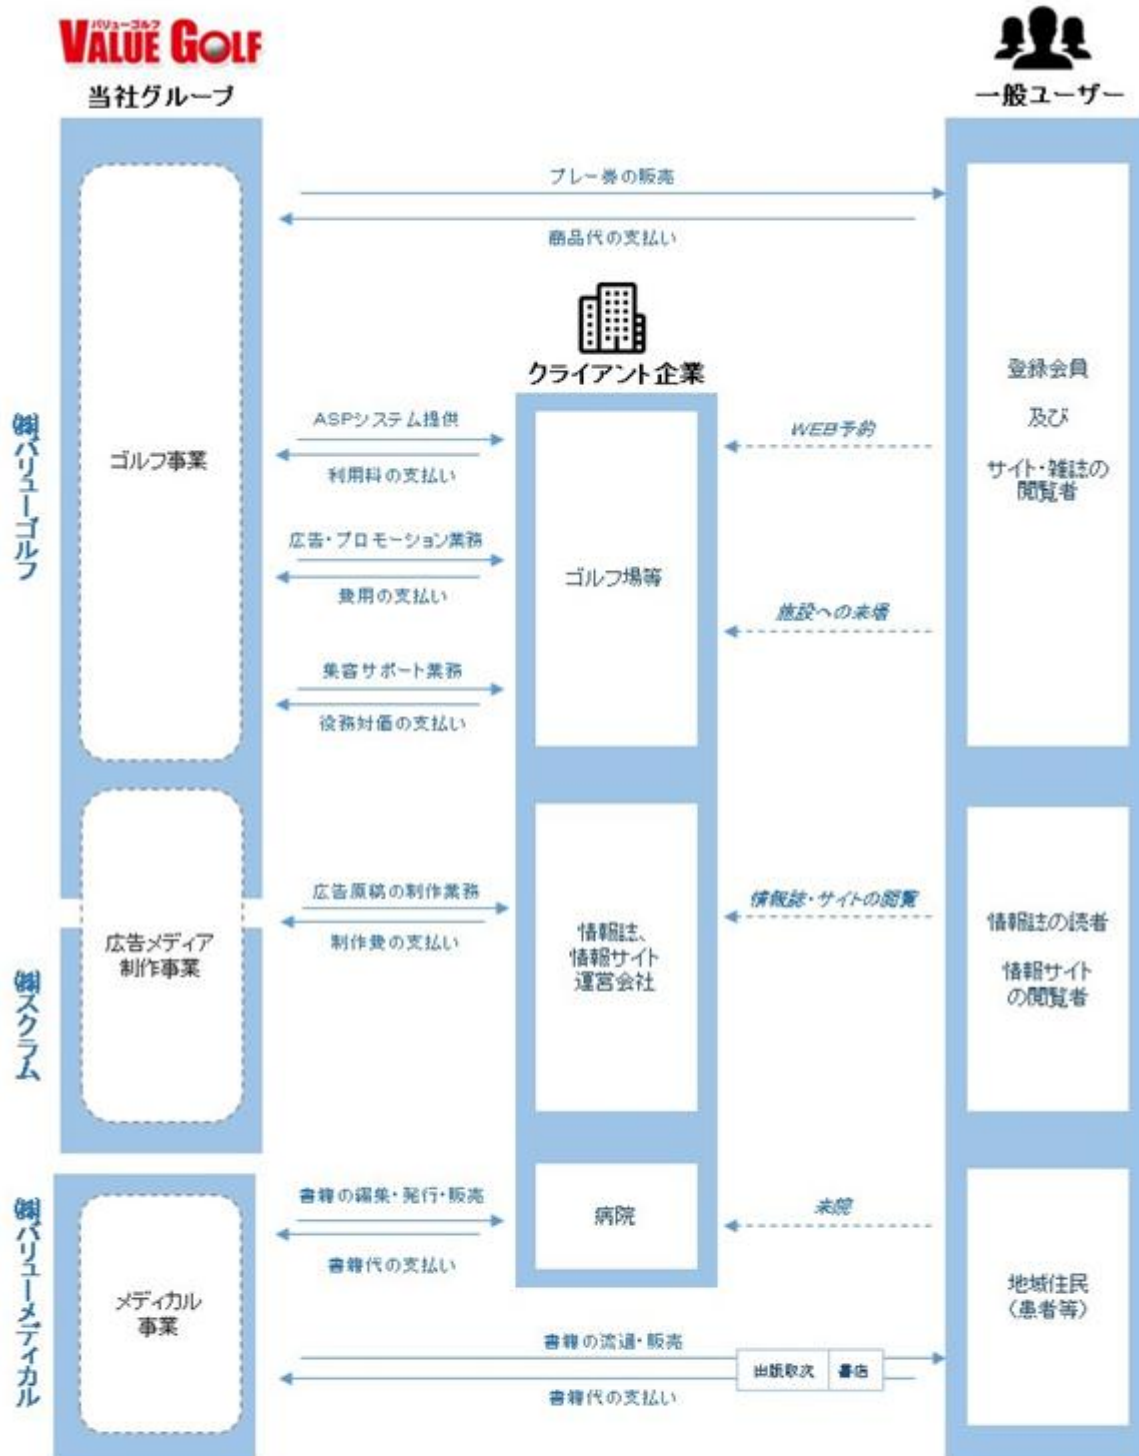 バリューゴルフ
VALUE GOLF
当社グループ
一般ユーザー
プレー券の販売
商品代の支払い
クライアント企業
㈱バリューゴルフ
ゴルフ事業
ASPシステム提供
利用料の支払い
広告・プロモーション業務
費用の支払い
集客サポート業務
役務対価の支払い
ゴルフ場等
WEB予約
施設への来場
登録会員
及び
サイト・雑誌の
閲覧者
㈱スクラム
広告メディア
制作事業
広告原稿の制作業務
制作費の支払い
情報誌、
情報サイト
運営会社
情報誌・サイトの閲覧
情報誌の読者
情報サイト
の閲覧者
㈱バリューメディカル
メディカル
事業
書籍の編集・発行・販売
書籍代の支払い
病院
来院
地域住民
（患者等）
書籍の流通・販売
出版取次
書店
書籍代の支払い